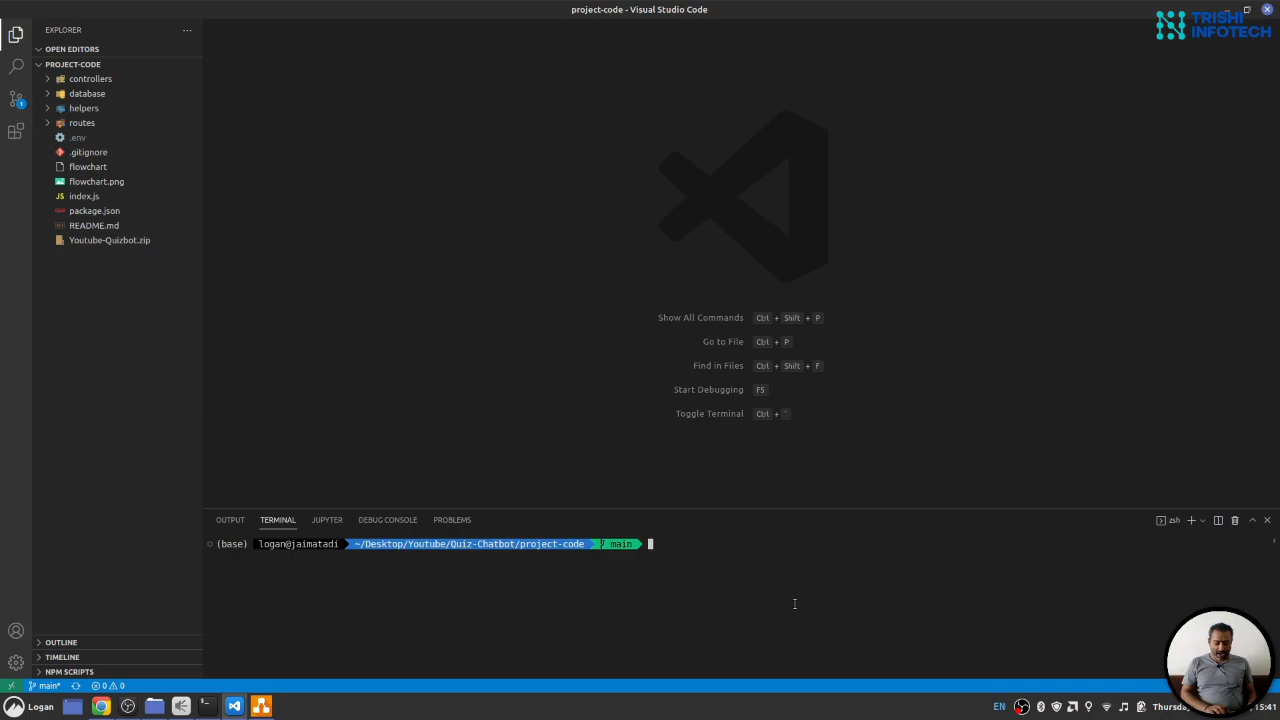 project-code - Visual Studio Code
TRISHI
INFOTECH
EXPLORER
OPEN EDITORS
PROJECT-CODE
controllers
database
helpers
routes
.env
.gitignore
flowchart
flowchart.png
JS index.js
package.json
README.md
Youtube-Quizbot.zip
1
Show All Commands Ctrl + Shift + P
Go to File Ctrl + P
Find in Files Ctrl + Shift + F
Start Debugging F5
Toggle Terminal Ctrl + `
OUTPUT TERMINAL JUPYTER DEBUG CONSOLE PROBLEMS
zsh
(base) logan@jaimatadi ~/Desktop/Youtube/Quiz-Chatbot/project-code main
OUTLINE
TIMELINE
NPM SCRIPTS
main* 0 0
Logan
EN
Thursday
15:41